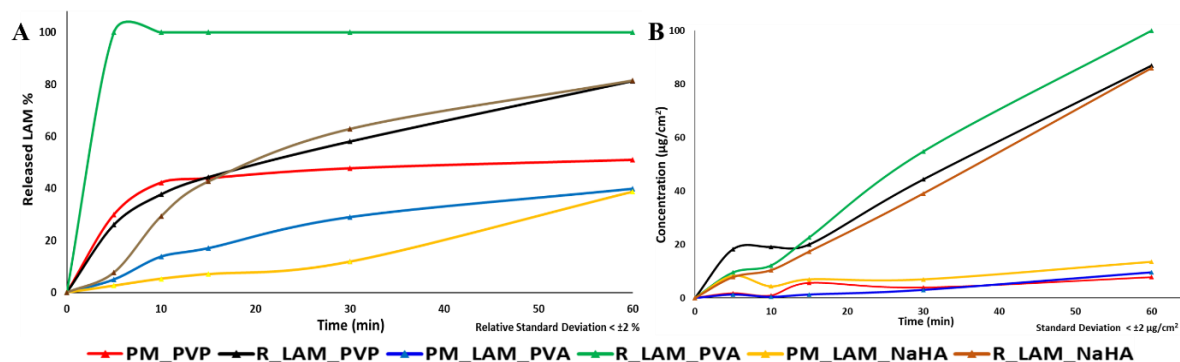 A
Released LAM %
100
80
60
40
20
0
0 10 20 30 40 50 60
Time (min)
Relative Standard Deviation < ±2 %
B
Concentration (µg/cm²)
100
80
60
40
20
0
0 10 20 30 40 50 60
Time (min)
Standard Deviation < ±2 µg/cm²
PM_PVP R_LAM_PVP PM_LAM_PVA R_LAM_PVA PM_LAM_NaHA R_LAM_NaHA